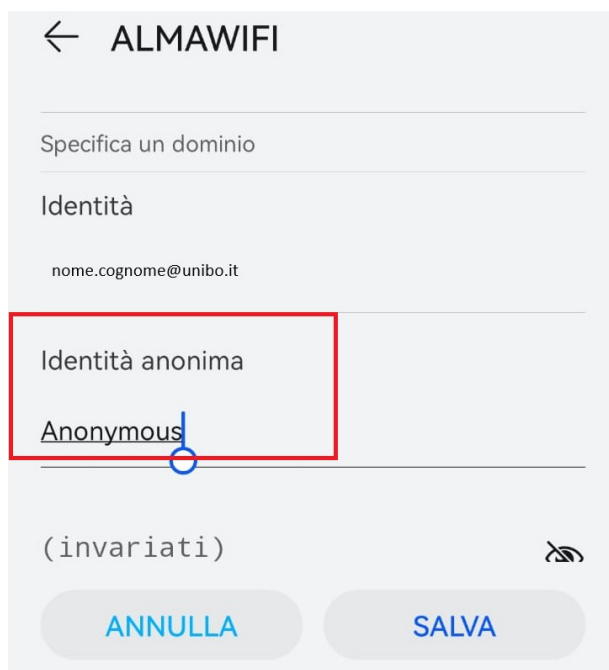 ALMAWIFI
Specifica un dominio
Identità
nome.cognome@unibo.it
Identità anonima
Anonymous
(invariati)
ANNULLA SALVA